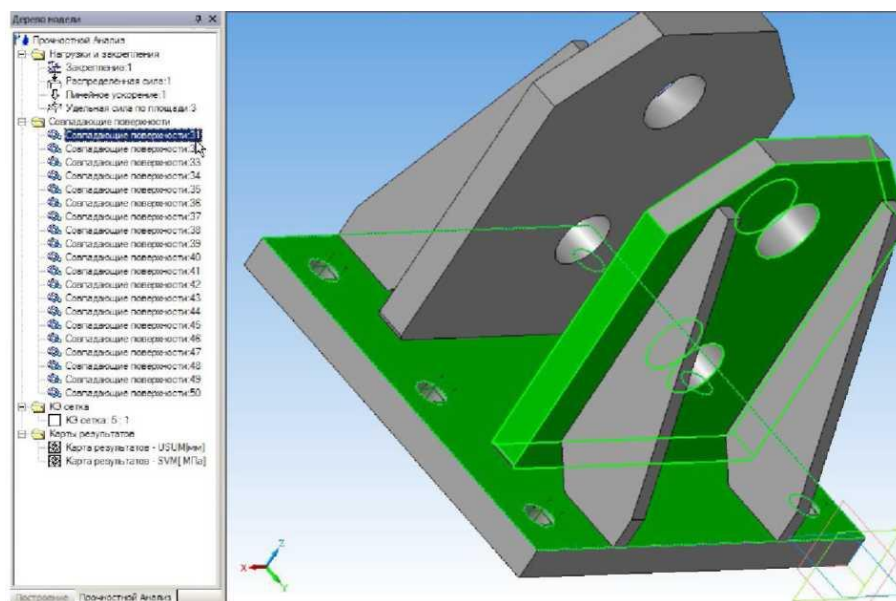 Дерево модели
Прочностной Анализ
Нагрузки и закрепления
Закрепление:1
Распределенная сила:1
Линейное ускорение:1
Удельная сила по площади:3
Совпадающие поверхности
Совпадающие поверхности:31
Совпадающие поверхности:32
Совпадающие поверхности:33
Совпадающие поверхности:34
Совпадающие поверхности:35
Совпадающие поверхности:36
Совпадающие поверхности:37
Совпадающие поверхности:38
Совпадающие поверхности:39
Совпадающие поверхности:40
Совпадающие поверхности:41
Совпадающие поверхности:42
Совпадающие поверхности:43
Совпадающие поверхности:44
Совпадающие поверхности:45
Совпадающие поверхности:46
Совпадающие поверхности:47
Совпадающие поверхности:48
Совпадающие поверхности:49
Совпадающие поверхности:50
КЭ сетка
КЭ сетка: 5 : 1
Карты результатов
Карта результатов - USUM[мм]
Карта результатов - SVM[МПа]
Z
X
Y
Построение Прочностной Анализ